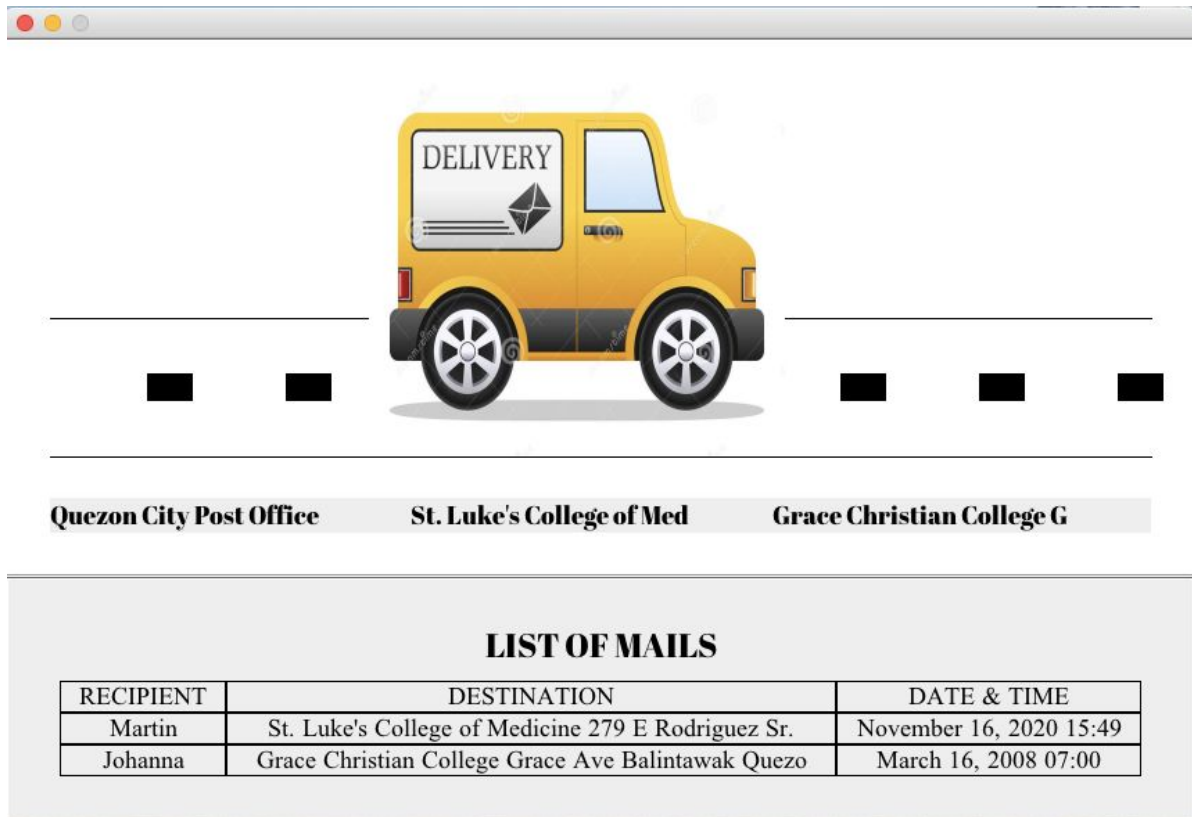 DELIVERY
Quezon City Post Office St. Luke's College of Med Grace Christian College G
LIST OF MAILS
RECIPIENT DESTINATION DATE & TIME
Martin St. Luke's College of Medicine 279 E Rodriguez Sr. November 16, 2020 15:49
Johanna Grace Christian College Grace Ave Balintawak Quezo March 16, 2008 07:00